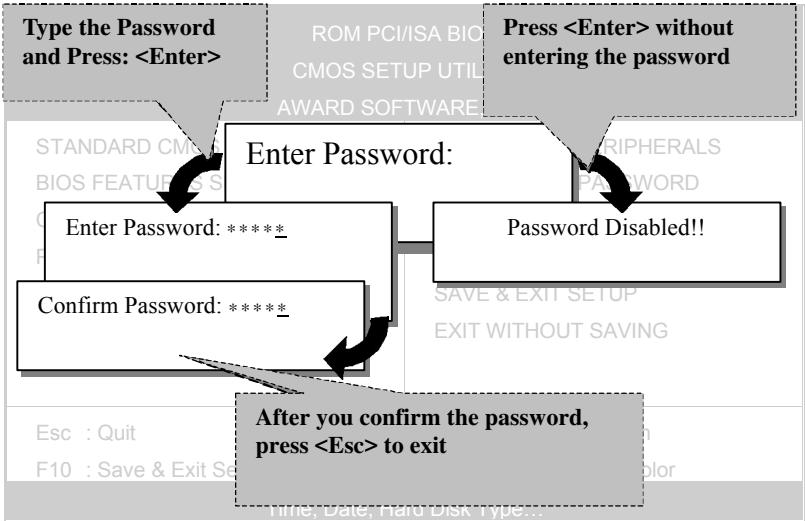 Type the Password
and Press: <Enter>
ROM PCI/ISA BIO
Press <Enter> without
entering the password
CMOS SETUP UTIL
AWARD SOFTWARE
STANDARD CMOS
Enter Password:
RIPHERALS
BIOS FEATURES S
PASSWORD
Enter Password: *****
Password Disabled!!
Confirm Password: *****
SAVE & EXIT SETUP
EXIT WITHOUT SAVING
After you confirm the password,
press <Esc> to exit
Esc : Quit
F10 : Save & Exit Se
olor
Time, Date, Hard Disk Type…